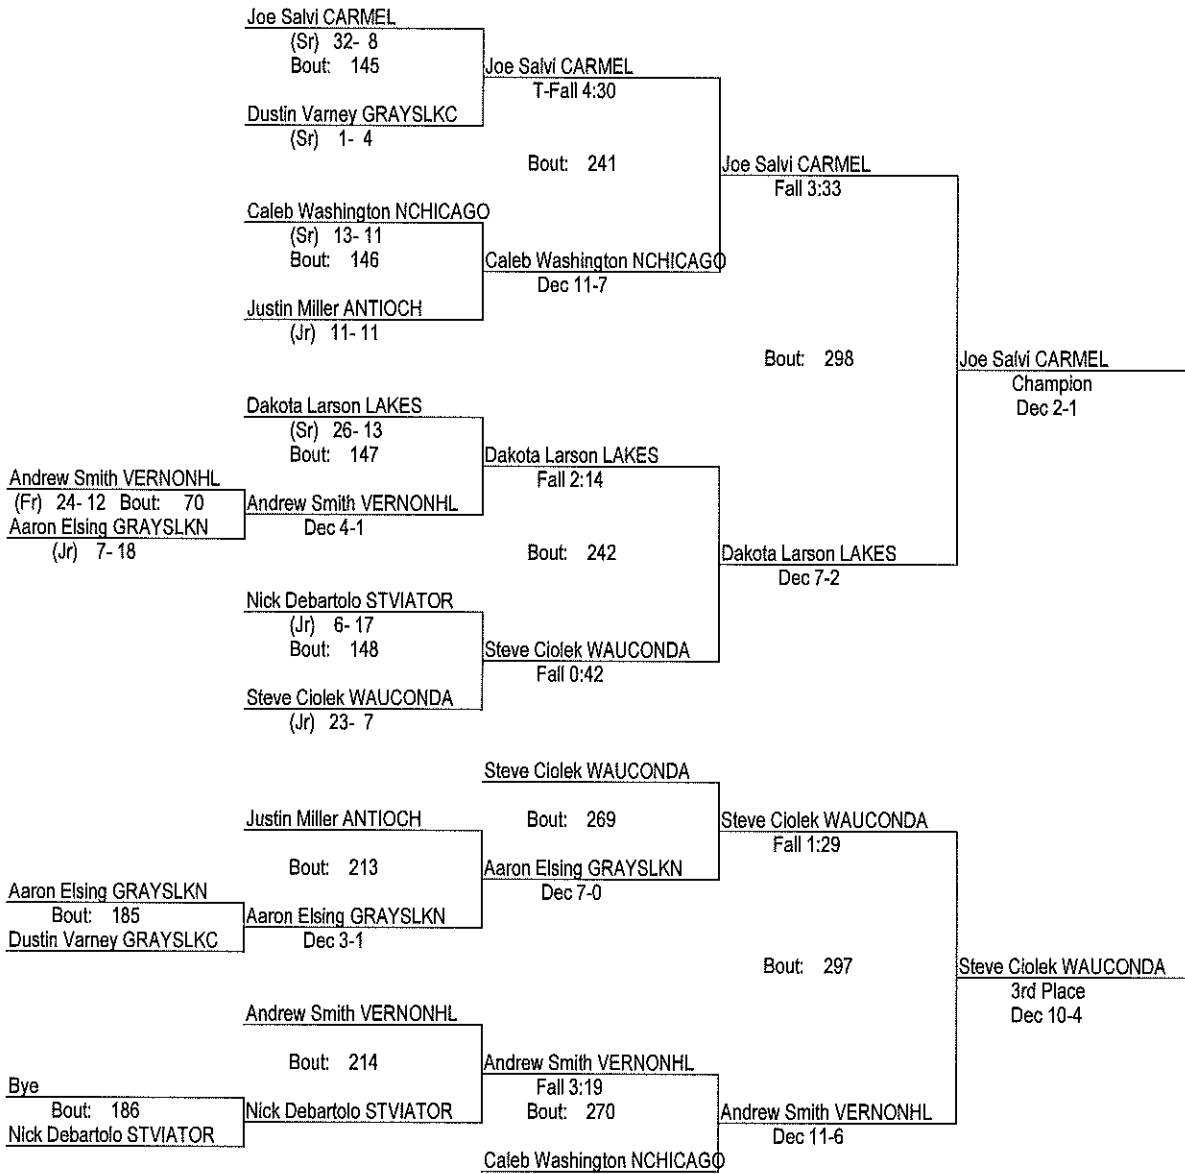 Joe Salvi CARMEL
(Sr) 32- 8
Bout: 145
Joe Salvi CARMEL
T-Fall 4:30
Dustin Varney GRAYSLKC
(Sr) 1- 4
Bout: 241
Joe Salvi CARMEL
Fall 3:33
Caleb Washington NCHICAGO
(Sr) 13- 11
Bout: 146
Caleb Washington NCHICAGO
Dec 11-7
Justin Miller ANTIOCH
(Jr) 11- 11
Bout: 298
Joe Salvi CARMEL
Champion
Dec 2-1
Dakota Larson LAKES
(Sr) 26- 13
Bout: 147
Dakota Larson LAKES
Fall 2:14
Andrew Smith VERNONHL
(Fr) 24- 12 Bout: 70
Andrew Smith VERNONHL
Dec 4-1
Aaron Elsing GRAYSLKN
(Jr) 7- 18
Bout: 242
Dakota Larson LAKES
Dec 7-2
Nick Debartolo STVIATOR
(Jr) 6- 17
Bout: 148
Steve Ciolek WAUCONDA
Fall 0:42
Steve Ciolek WAUCONDA
(Jr) 23- 7
Steve Ciolek WAUCONDA
Justin Miller ANTIOCH
Bout: 269
Steve Ciolek WAUCONDA
Fall 1:29
Bout: 213
Aaron Elsing GRAYSLKN
Dec 7-0
Aaron Elsing GRAYSLKN
Bout: 185
Aaron Elsing GRAYSLKN
Dec 3-1
Dustin Varney GRAYSLKC
Bout: 297
Steve Ciolek WAUCONDA
3rd Place
Dec 10-4
Andrew Smith VERNONHL
Bout: 214
Andrew Smith VERNONHL
Fall 3:19
Bye
Bout: 186
Nick Debartolo STVIATOR
Bout: 270
Andrew Smith VERNONHL
Dec 11-6
Nick Debartolo STVIATOR
Caleb Washington NCHICAGO